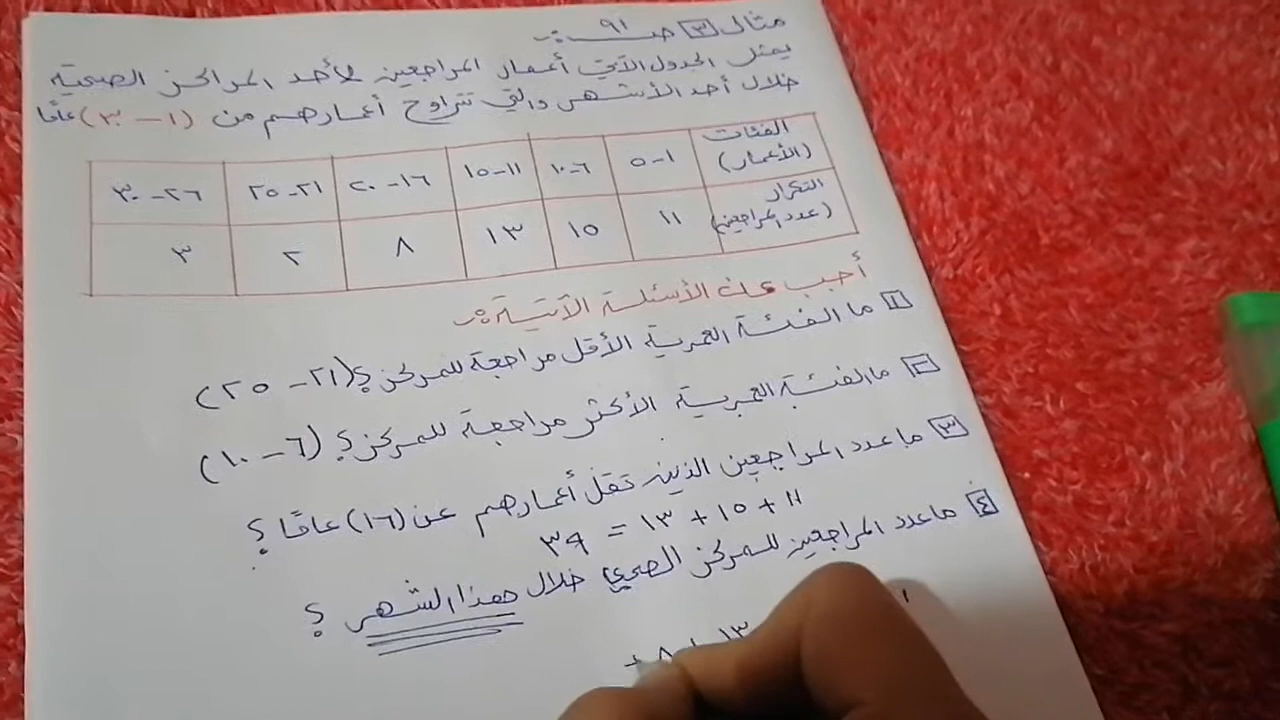 مثال ٣ صـ ٩١ :-
يمثل الجدول الآتي أعمار المراجعين لأحد المراكز الصحية
خلال أحد الأشهر والتي تتراوح أعمارهم من (١ - ٣٠) عامًا
الفئات (الأعمار) ١-٥ ٦-١٠ ١١-١٥ ١٦-٢٠ ٢١-٢٥ ٢٦-٣٠
التكرار (عدد المراجعين) ١١ ١٥ ١٣ ٨ ٢ ٣
أجب عن الأسئلة الآتية :-
١ ما الفئة العمرية الأقل مراجعة للمركز ؟ (٢١ - ٢٥)
٢ ما الفئة العمرية الأكثر مراجعة للمركز ؟ (٦ - ١٠)
٣ ما عدد المراجعين الذين تقل أعمارهم عن (١٦) عامًا ؟
١١ + ١٥ + ١٣ = ٣٩
٤ ما عدد المراجعين للمركز الصحي خلال هذا الشهر ؟
١٣ + ٨ +